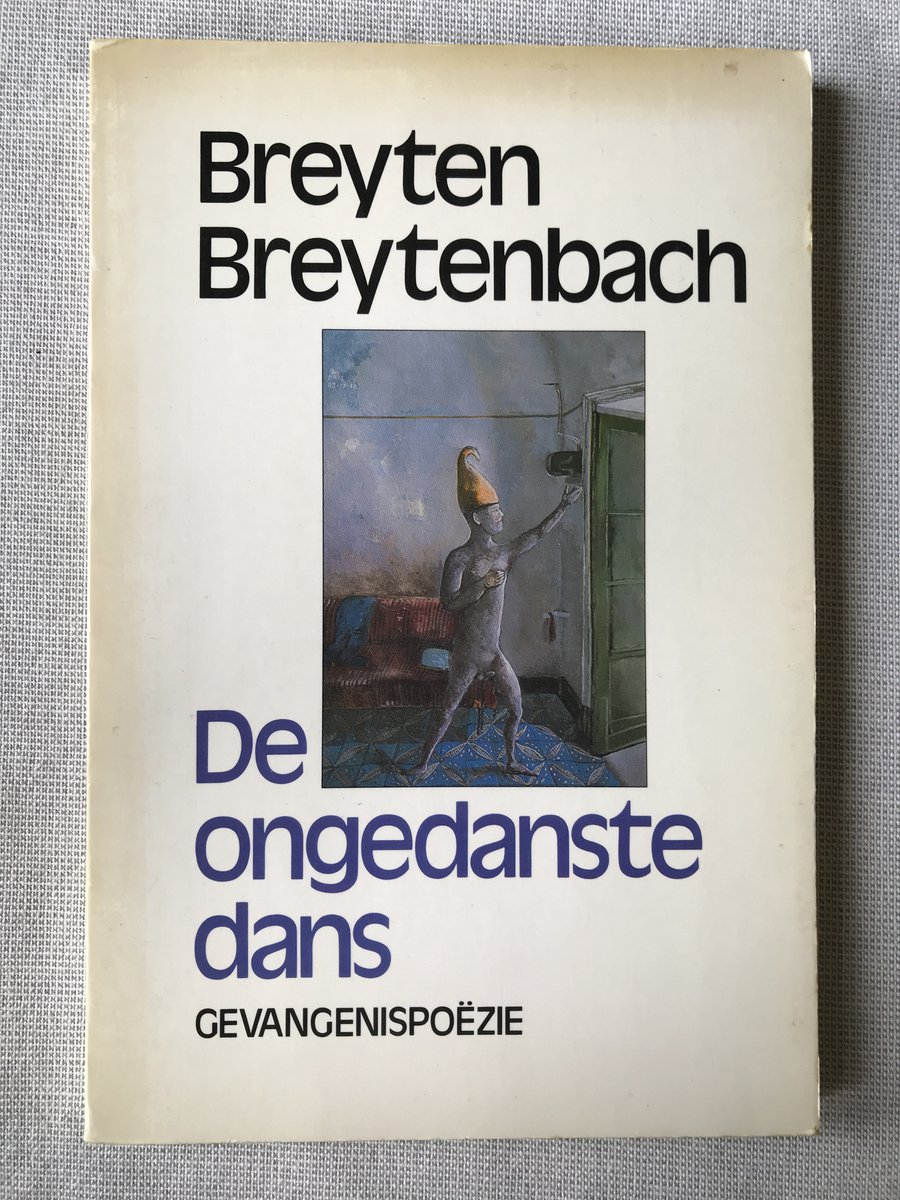 Breyten
Breytenbach
De
ongedanste
dans
GEVANGENISPOËZIE